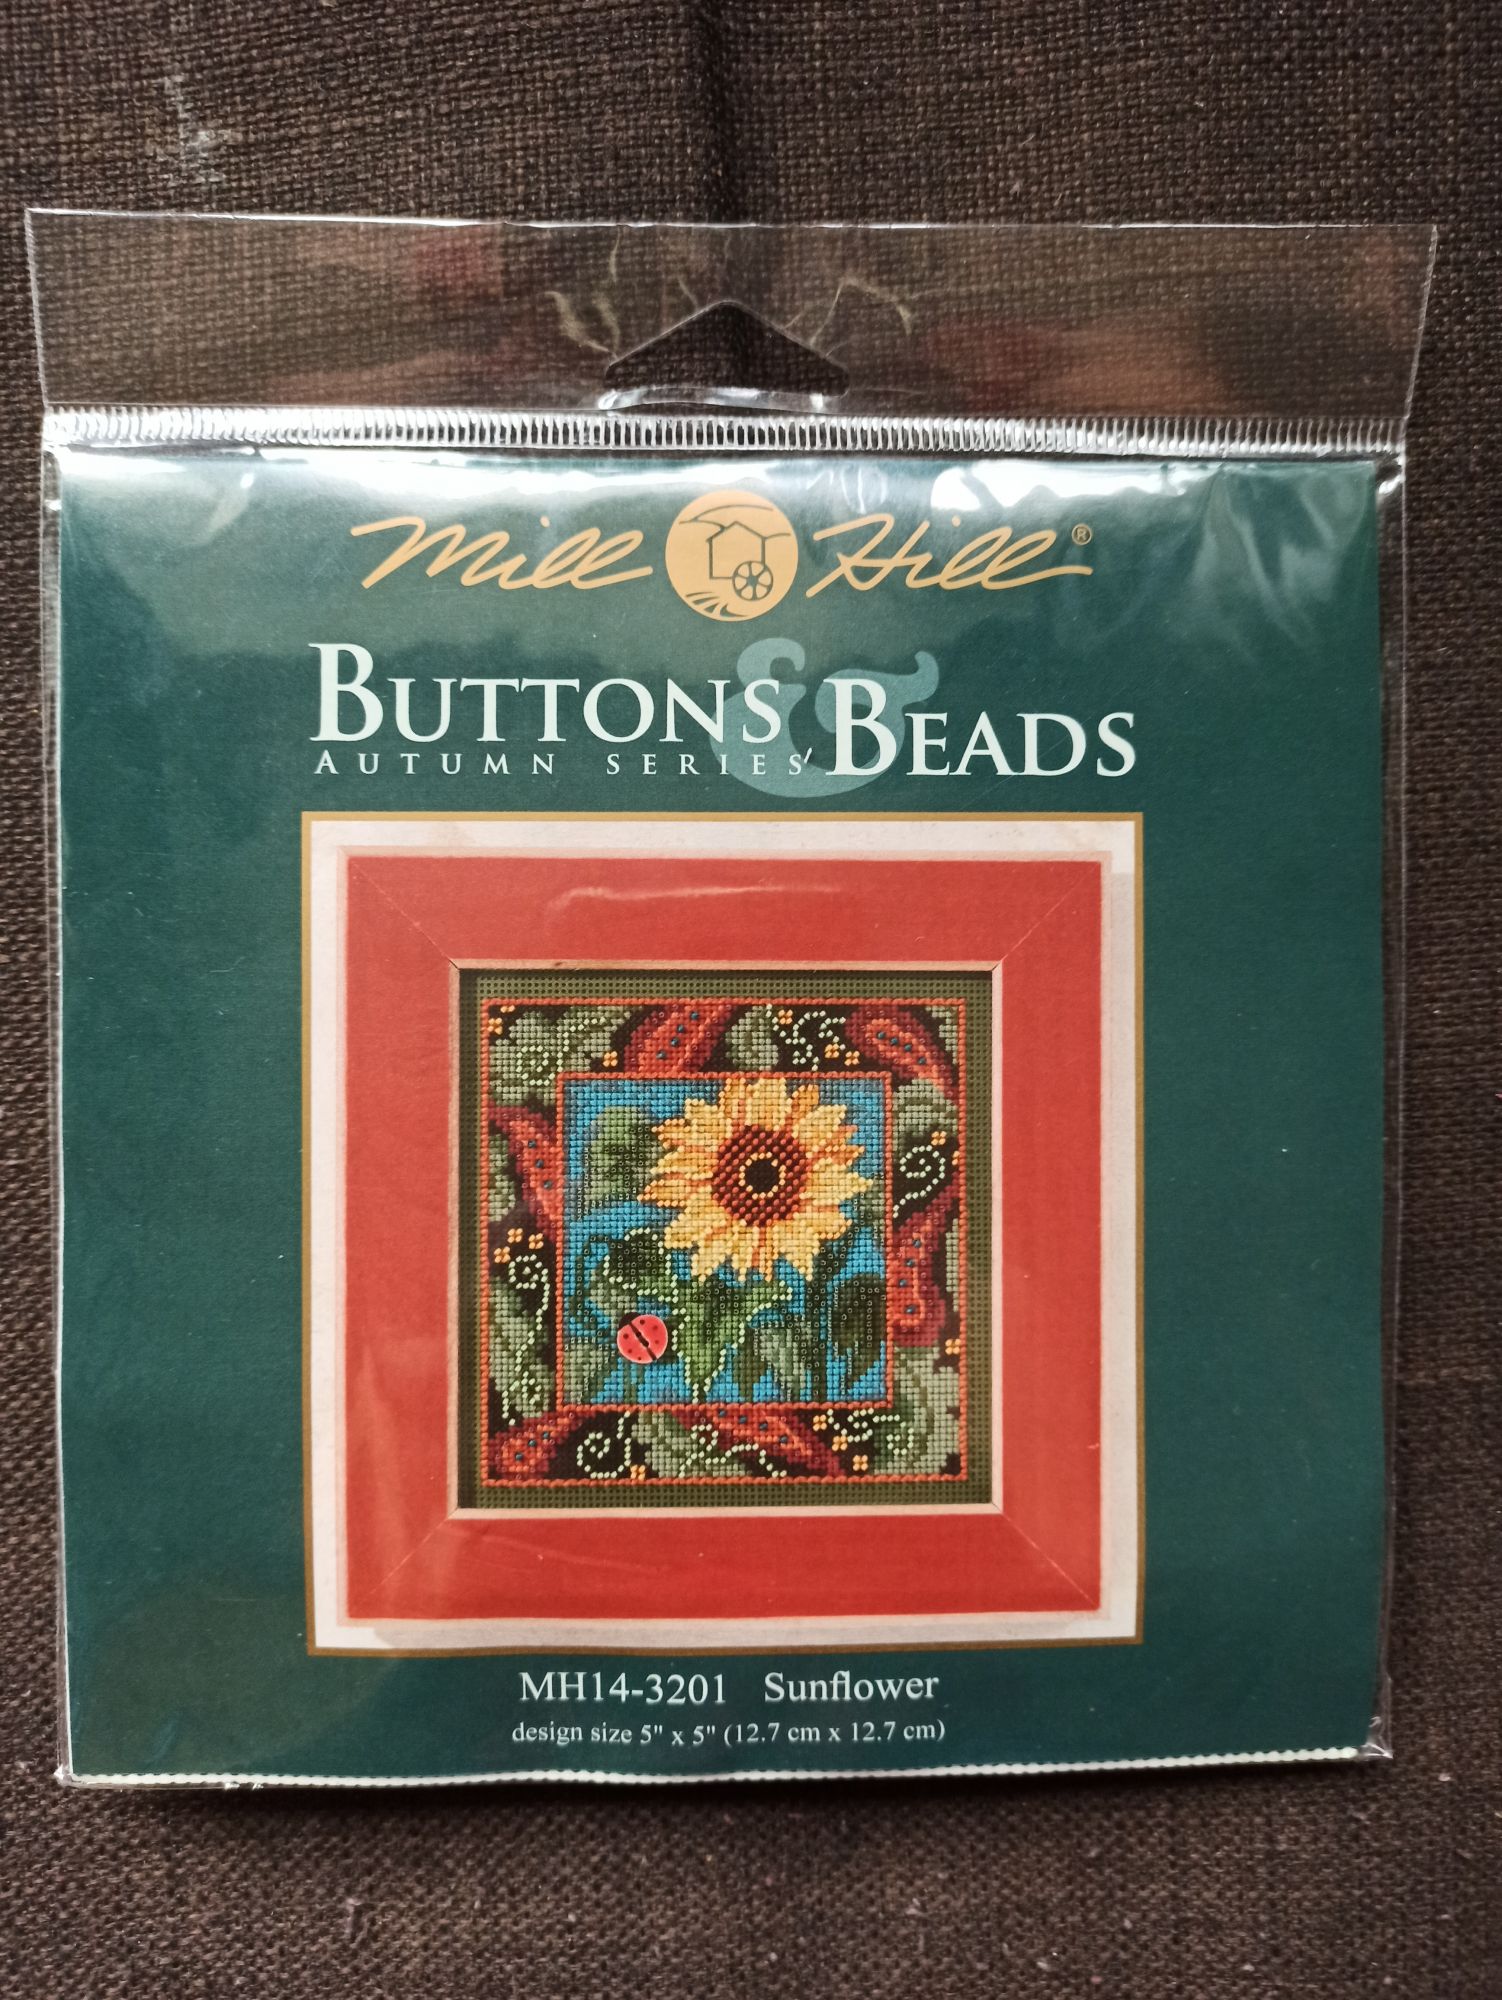 Mill Hill®
BUTTONS & BEADS
AUTUMN SERIES'
MH14-3201 Sunflower
design size 5" x 5" (12.7 cm x 12.7 cm)